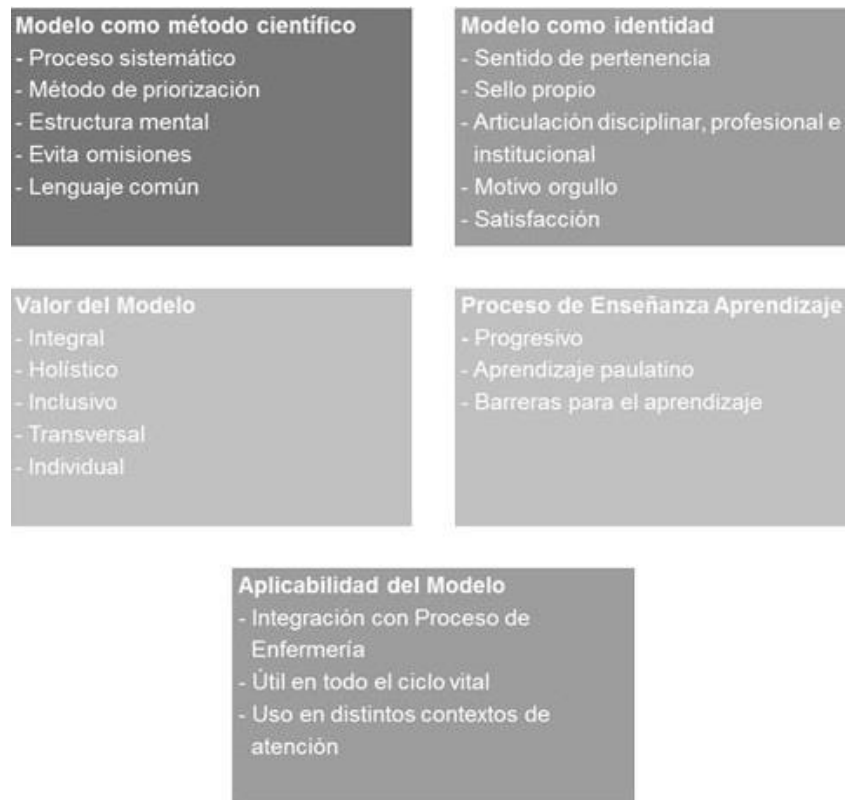 Modelo como método científico
- Proceso sistemático
- Método de priorización
- Estructura mental
- Evita omisiones
- Lenguaje común
Modelo como identidad
- Sentido de pertenencia
- Sello propio
- Articulación disciplinar, profesional e
institucional
- Motivo orgullo
- Satisfacción
Valor del Modelo
- Integral
- Holístico
- Inclusivo
- Transversal
- Individual
Proceso de Enseñanza Aprendizaje
- Progresivo
- Aprendizaje paulatino
- Barreras para el aprendizaje
Aplicabilidad del Modelo
- Integración con Proceso de
Enfermería
- Útil en todo el ciclo vital
- Uso en distintos contextos de
atención